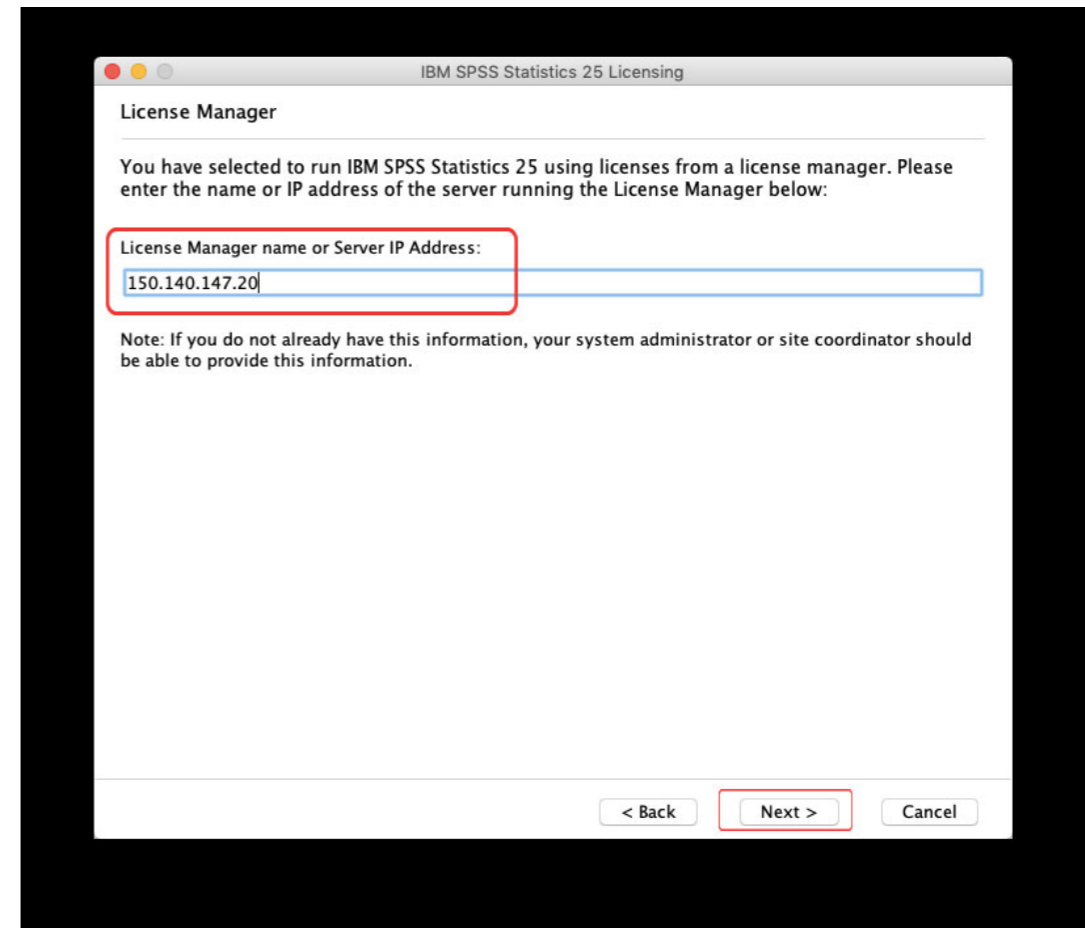 IBM SPSS Statistics 25 Licensing
License Manager
You have selected to run IBM SPSS Statistics 25 using licenses from a license manager. Please
enter the name or IP address of the server running the License Manager below:
License Manager name or Server IP Address:
150.140.147.20
Note: If you do not already have this information, your system administrator or site coordinator should
be able to provide this information.
< Back Next > Cancel